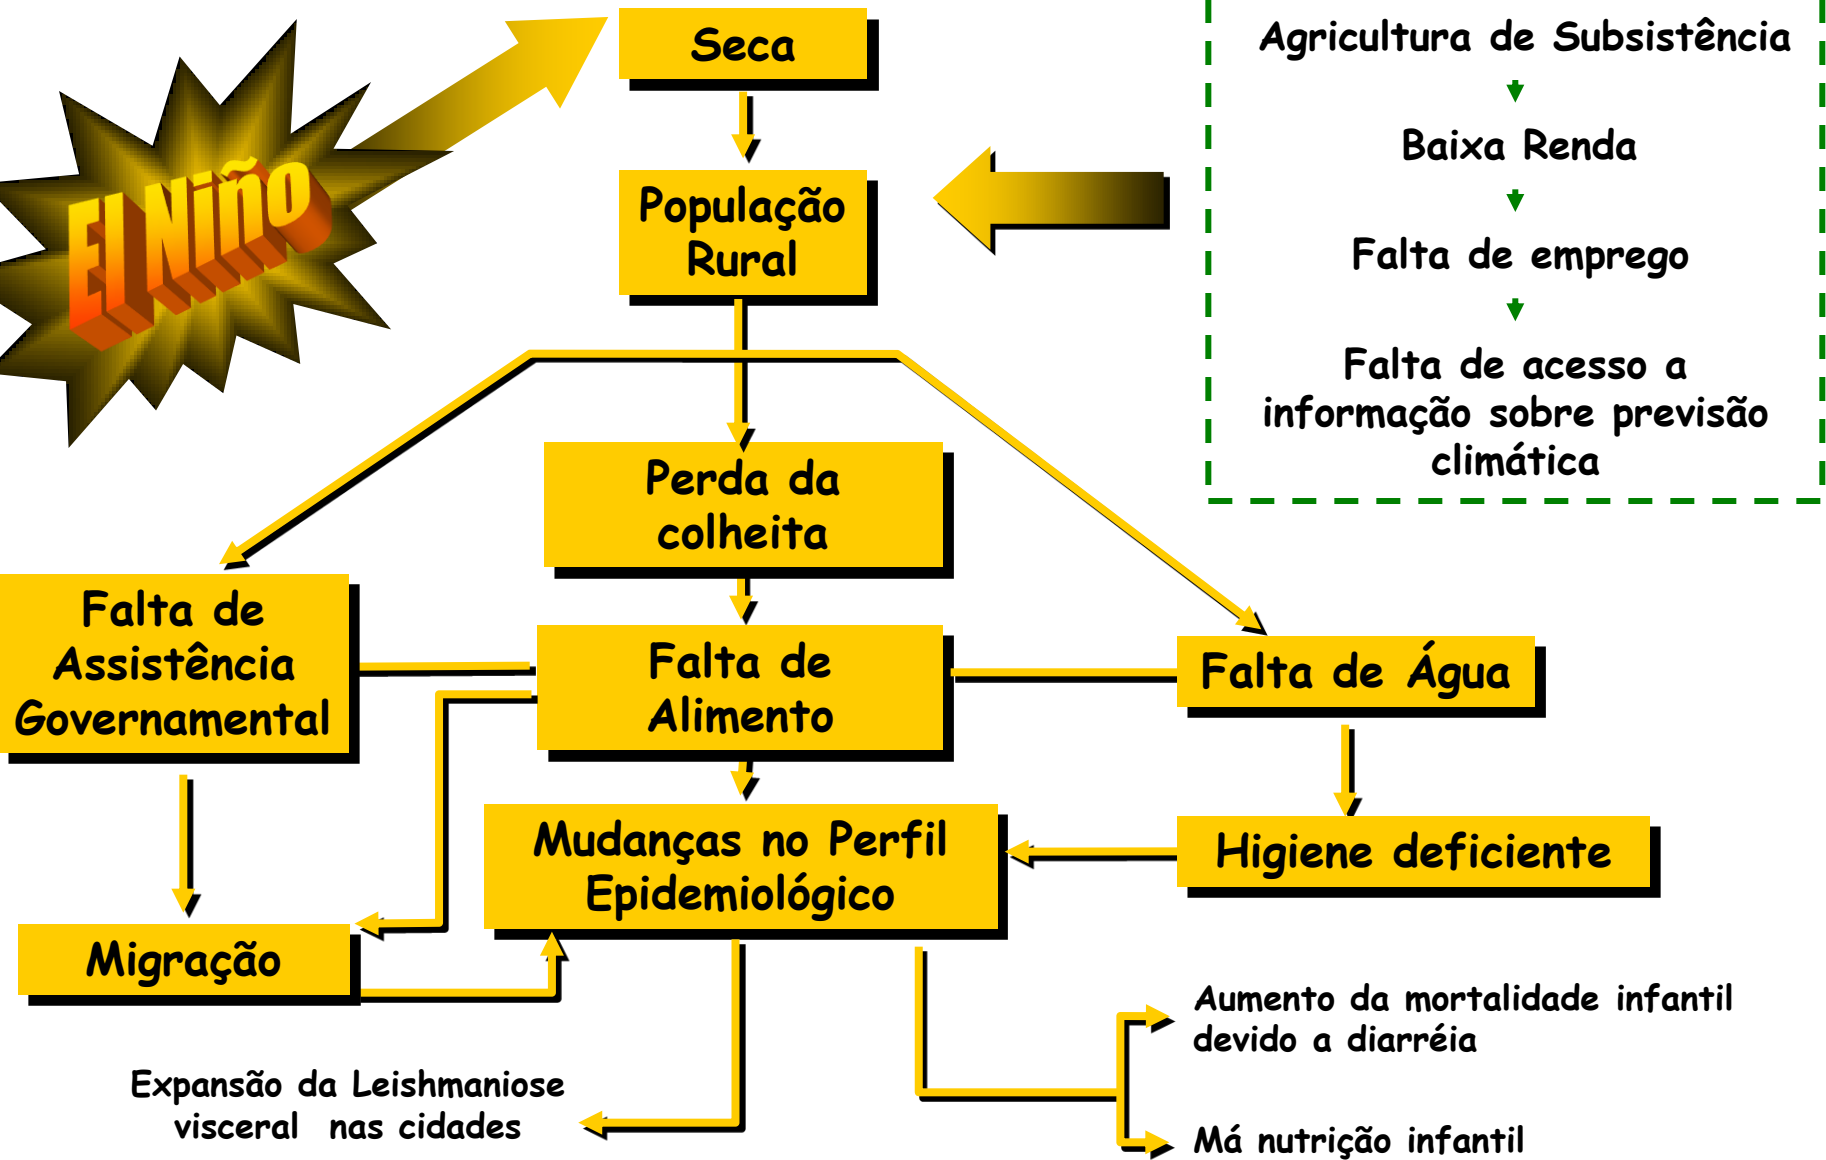 El Niño
Seca
População
Rural
Agricultura de Subsistência
Baixa Renda
Falta de emprego
Falta de acesso a
informação sobre previsão
climática
Perda da
colheita
Falta de
Assistência
Governamental
Falta de
Alimento
Falta de Água
Mudanças no Perfil
Epidemiológico
Higiene deficiente
Migração
Expansão da Leishmaniose
visceral nas cidades
Aumento da mortalidade infantil
devido a diarréia
Má nutrição infantil